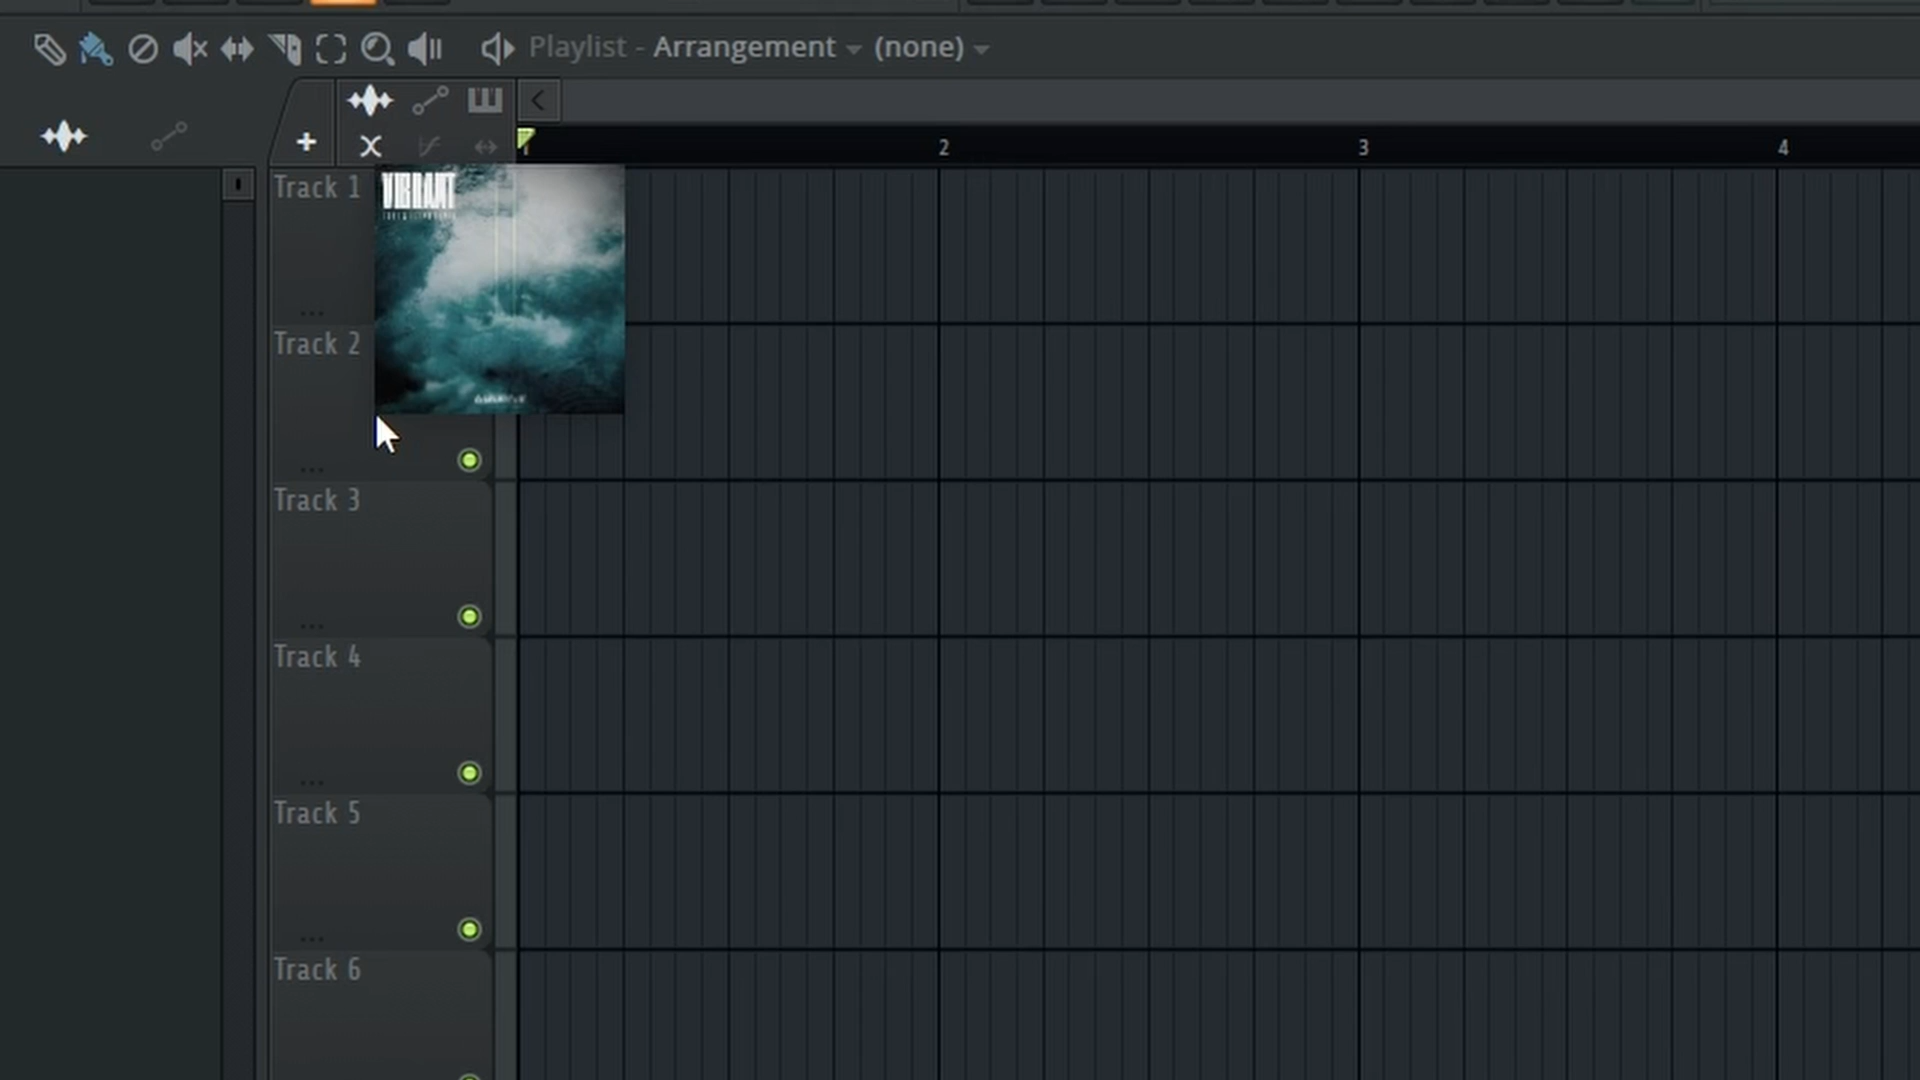 Playlist - Arrangement (none)
2 3 4
Track 1
VIBRANT
Track 2
Track 3
Track 4
Track 5
Track 6